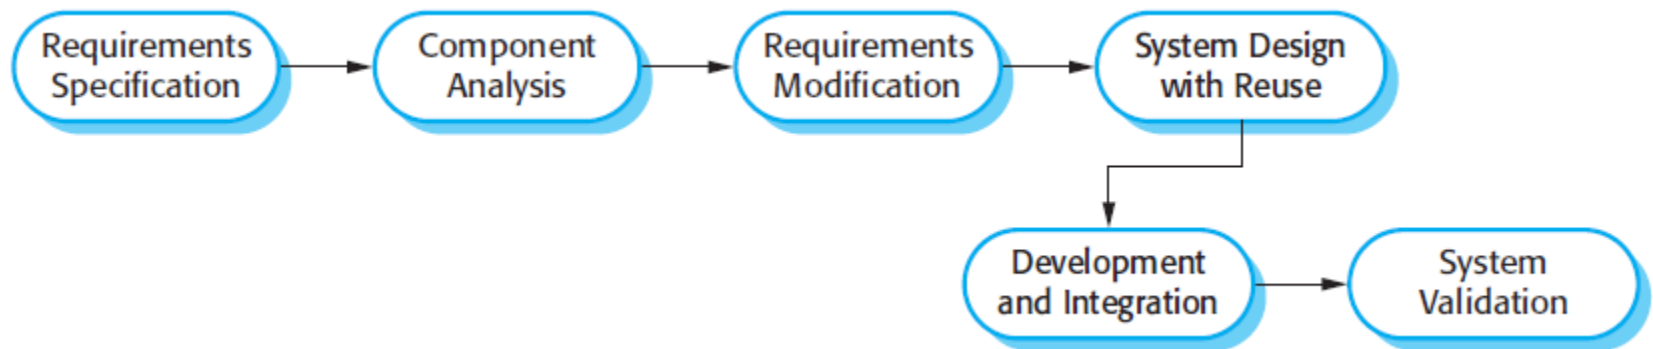 Requirements
Specification
Component
Analysis
Requirements
Modification
System Design
with Reuse
Development
and Integration
System
Validation